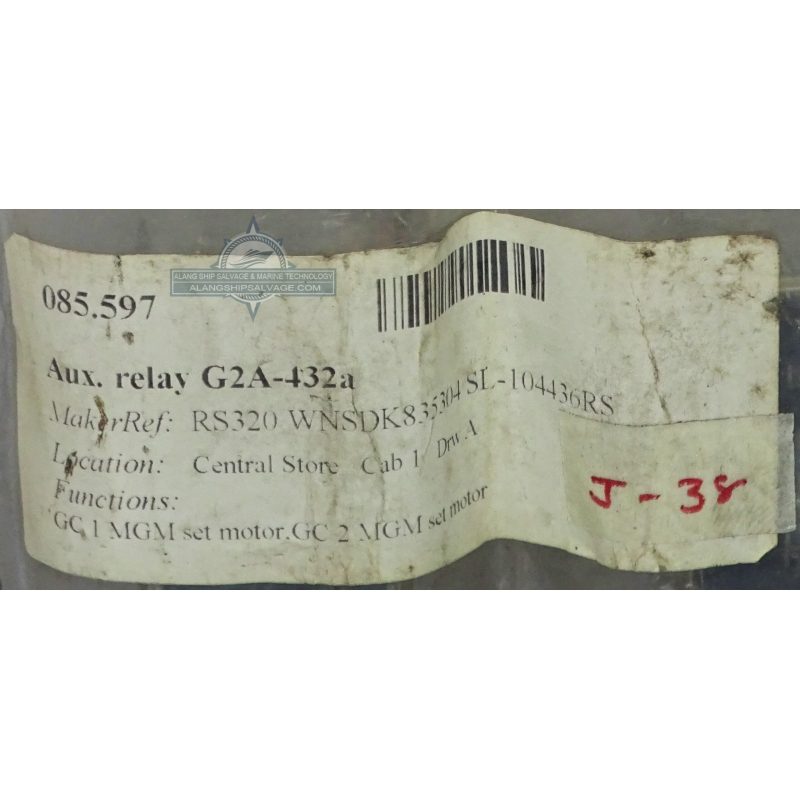 ALANG SHIP SALVAGE & MARINE TECHNOLOGY
ALANGSHIPSALVAGE.COM
085.597
Aux. relay G2A-432a
MakerRef: RS320 WNSDK835304 SL-104436RS
Location: Central Store Cab 1 Drw A
Functions:
GC 1 MGM set motor.GC 2 MGM set motor
J-38